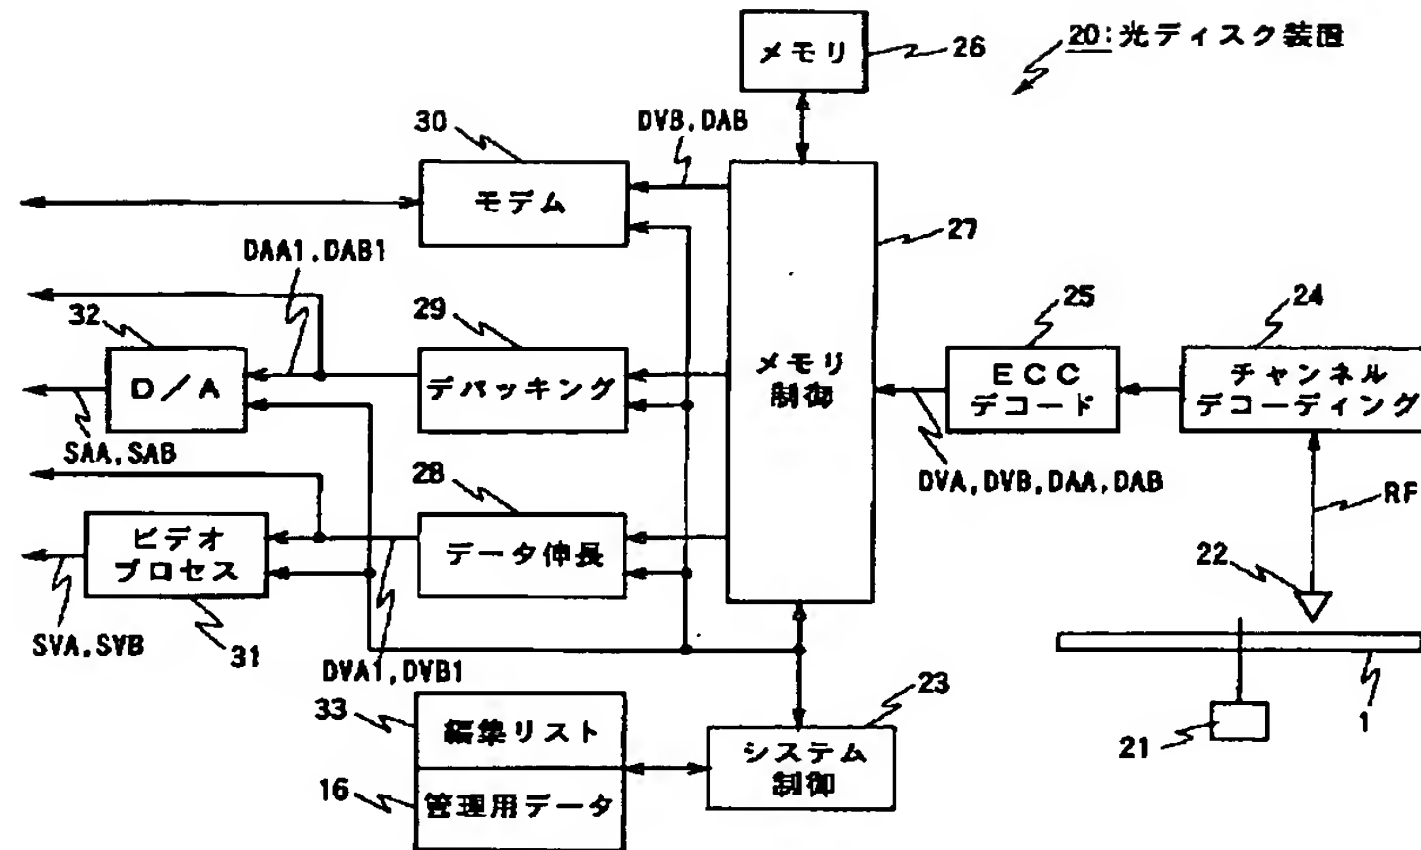 メモリ
26
20:光ディスク装置
30
DVB,DAB
モデム
27
DAA1,DAB1
32
29
25
24
D/A
デパッキング
メモリ
制御
ECC
デコード
チャンネル
デコーディング
SAA,SAB
DVA,DVB,DAA,DAB
RF
28
ビデオ
プロセス
データ伸長
22
SVA,SVB
31
DVA1,DVB1
23
1
33
編集リスト
システム
制御
21
16
管理用データ